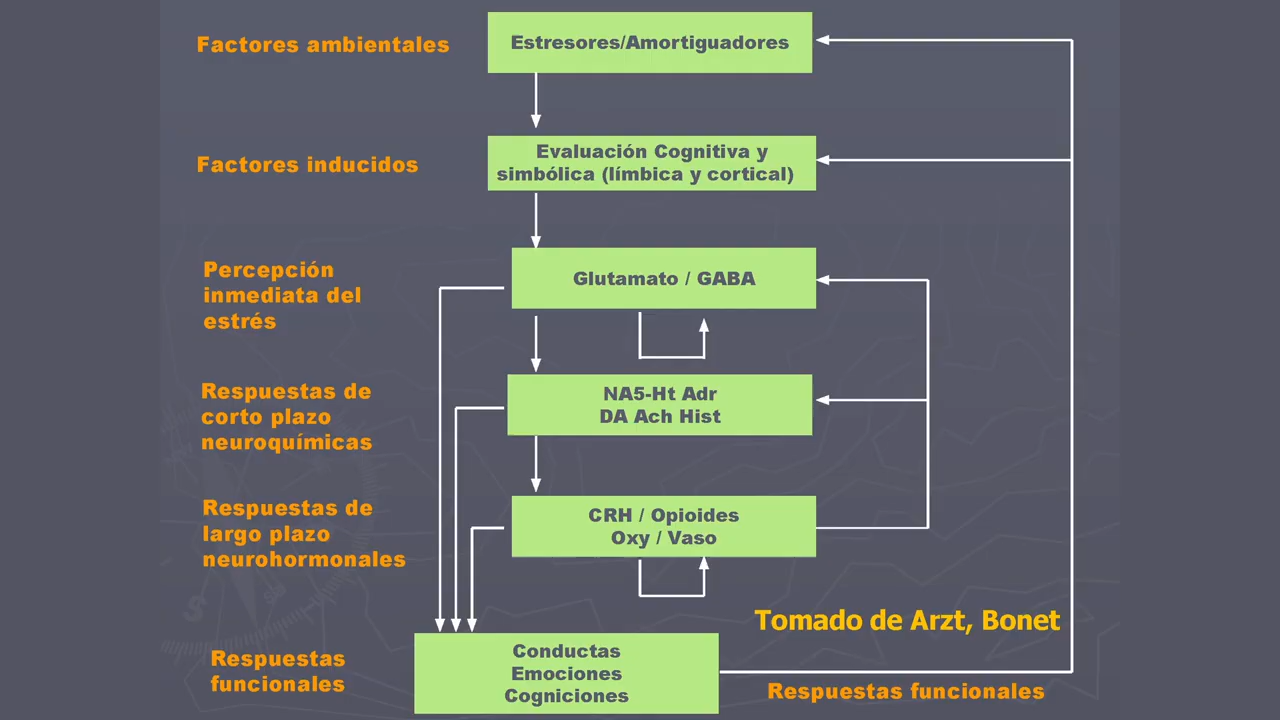 Factores ambientales
Estresores/Amortiguadores
Factores inducidos
Evaluación Cognitiva y
simbólica (límbica y cortical)
Percepción
inmediata del
estrés
Glutamato / GABA
Respuestas de
corto plazo
neuroquímicas
NA5-Ht Adr
DA Ach Hist
Respuestas de
largo plazo
neurohormonales
CRH / Opioides
Oxy / Vaso
Tomado de Arzt, Bonet
Respuestas
funcionales
Conductas
Emociones
Cogniciones
Respuestas funcionales